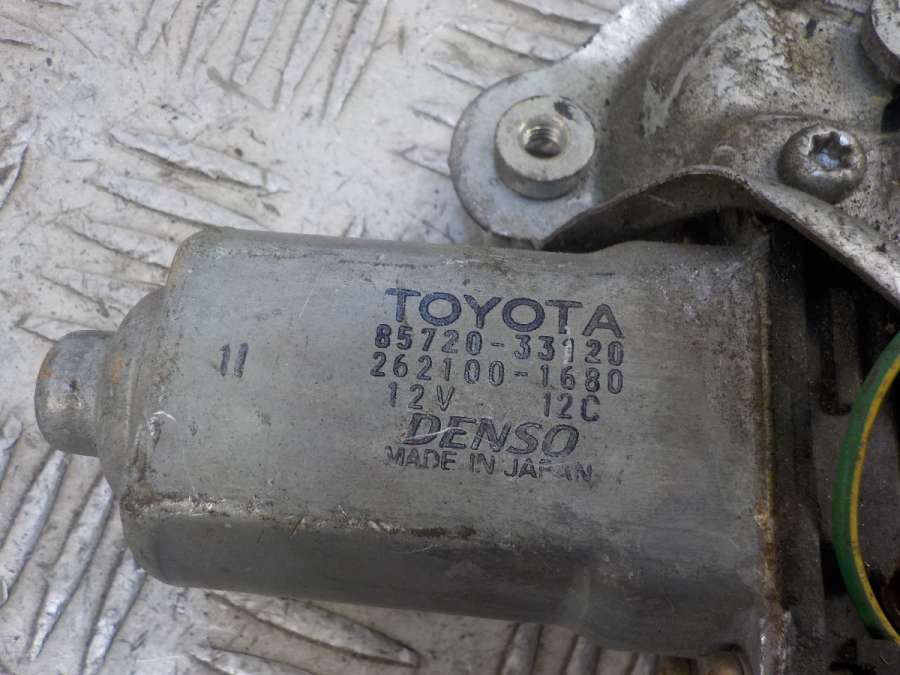 TOYOTA
85720-33120
262100-1680
12V 12C
DENSO
MADE IN JAPAN
11